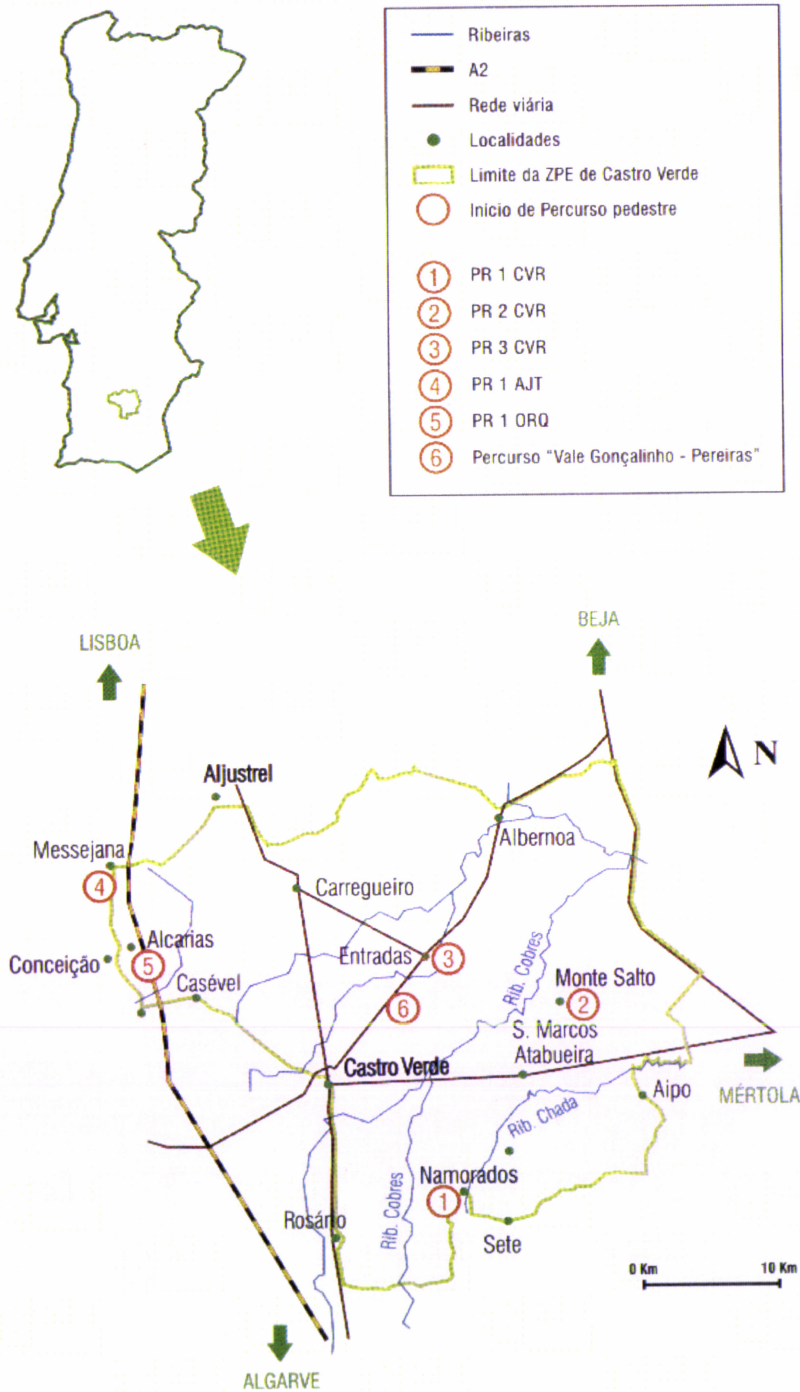 Ribeiras
A2
Rede viária
Localidades
Limite da ZPE de Castro Verde
Início de Percurso pedestre
1 PR 1 CVR
2 PR 2 CVR
3 PR 3 CVR
4 PR 1 AJT
5 PR 1 ORQ
6 Percurso "Vale Gonçalinho - Pereiras"
BEJA
LISBOA
N
Aljustrel
Albernoa
Messejana
4
Carregueiro
Alcarias
Entradas
3
Conceição
5
Casével
Rib. Cobres
Monte Salto
6
2
S. Marcos
Atabueira
Castro Verde
MÉRTOLA
Aipo
Rib. Chada
Namorados
1
Rib. Cobres
Rosário
Sete
0 Km
10 Km
ALGARVE